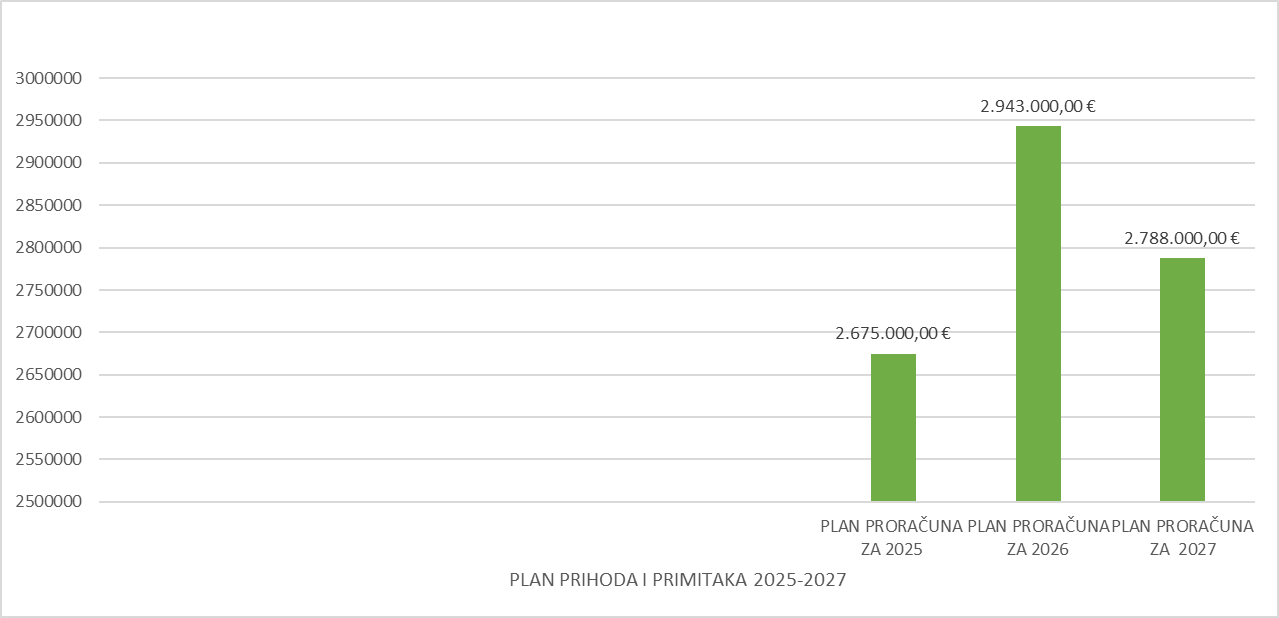 3000000
2950000
2900000
2850000
2800000
2750000
2700000
2650000
2600000
2550000
2500000
2.675.000,00 €
2.943.000,00 €
2.788.000,00 €
PLAN PRORAČUNA
ZA 2025
PLAN PRORAČUNA
ZA 2026
PLAN PRORAČUNA
ZA  2027
PLAN PRIHODA I PRIMITAKA 2025-2027